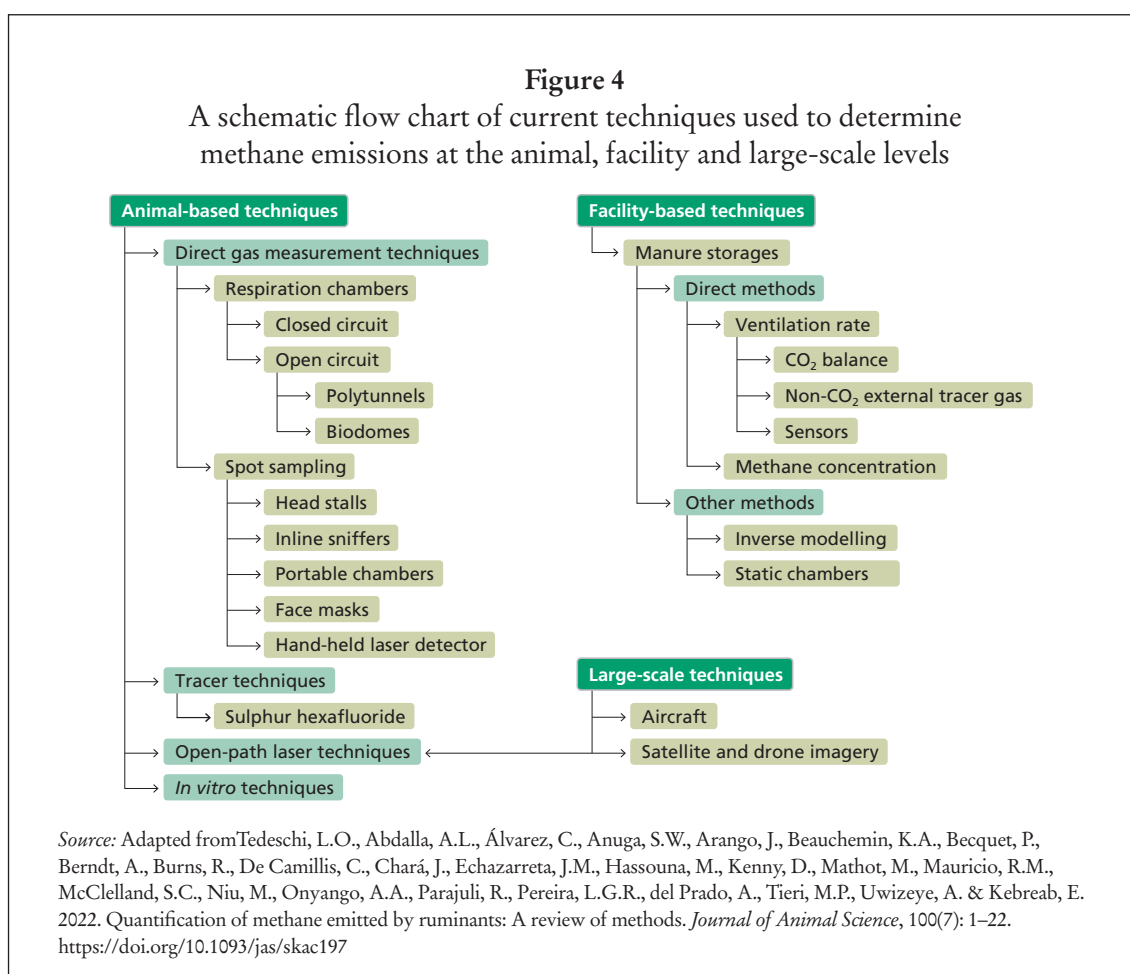 Figure 4
A schematic flow chart of current techniques used to determine
methane emissions at the animal, facility and large-scale levels
Animal-based techniques
Direct gas measurement techniques
Respiration chambers
Closed circuit
Open circuit
Polytunnels
Biodomes
Spot sampling
Head stalls
Inline sniffers
Portable chambers
Face masks
Hand-held laser detector
Tracer techniques
Sulphur hexafluoride
Open-path laser techniques
In vitro techniques
Facility-based techniques
Manure storages
Direct methods
Ventilation rate
CO₂ balance
Non-CO₂ external tracer gas
Sensors
Methane concentration
Other methods
Inverse modelling
Static chambers
Large-scale techniques
Aircraft
Satellite and drone imagery
Source: Adapted fromTedeschi, L.O., Abdalla, A.L., Álvarez, C., Anuga, S.W., Arango, J., Beauchemin, K.A., Becquet, P.,
Berndt, A., Burns, R., De Camillis, C., Chará, J., Echazarreta, J.M., Hassouna, M., Kenny, D., Mathot, M., Mauricio, R.M.,
McClelland, S.C., Niu, M., Onyango, A.A., Parajuli, R., Pereira, L.G.R., del Prado, A., Tieri, M.P., Uwizeye, A. & Kebreab, E.
2022. Quantification of methane emitted by ruminants: A review of methods. Journal of Animal Science, 100(7): 1–22.
https://doi.org/10.1093/jas/skac197